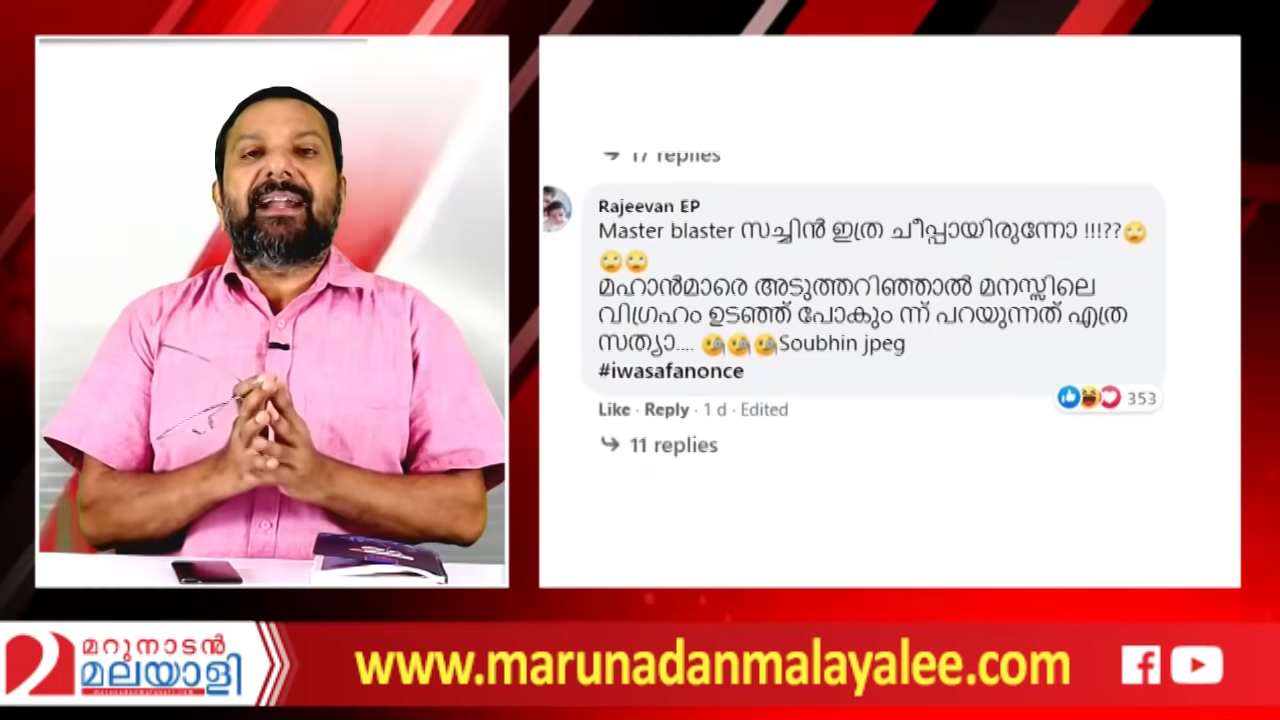 17 replies
Rajeevan EP
Master blaster സച്ചിൻ ഇത്ര ചീപ്പായിരുന്നോ !!!??🙄
🙄🙄
മഹാൻമാരെ അടുത്തറിഞ്ഞാൽ മനസ്സിലെ
വിഗ്രഹം ഉടഞ്ഞ് പോകും ന്ന് പറയുന്നത് എത്ര
സത്യാ.... 🧐🧐🧐Soubhin jpeg
#iwasafanonce
353
Like · Reply · 1 d · Edited
11 replies
മറുനാടൻ
മലയാളി
www.marunadanmalayalee.com